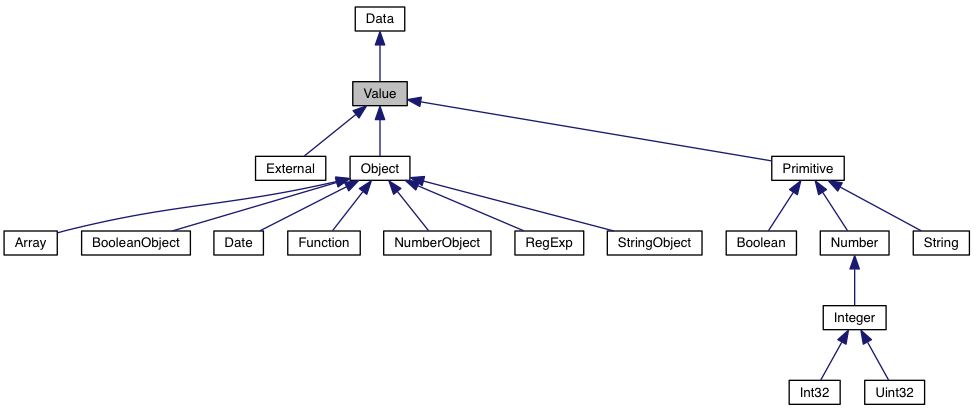 Data
Value
External Object Primitive
Array BooleanObject Date Function NumberObject RegExp StringObject Boolean Number String
Integer
Int32 Uint32